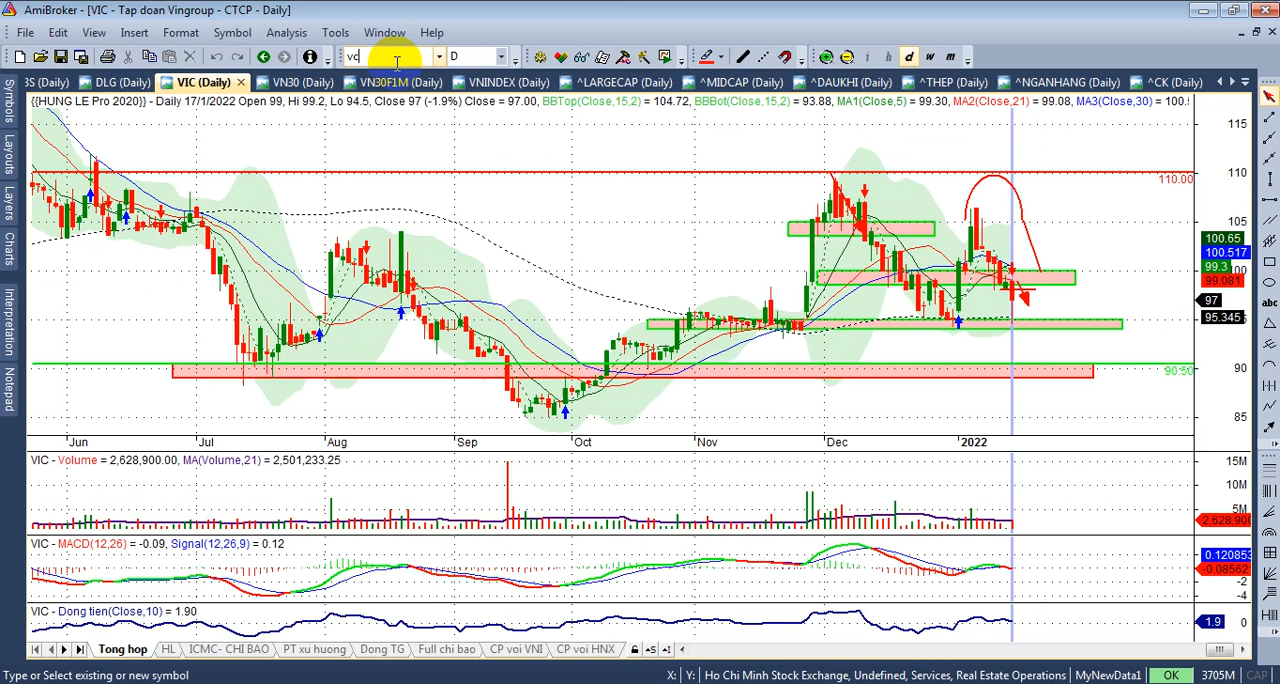 AmiBroker - [VIC - Tap doan Vingroup - CTCP - Daily]
File Edit View Insert Format Symbol Analysis Tools Window Help
vc D d w m
3S (Daily) DLG (Daily) VIC (Daily) VN30 (Daily) VN30F1M (Daily) VNINDEX (Daily) ^LARGECAP (Daily) ^MIDCAP (Daily) ^DAUKHI (Daily) ^THEP (Daily) ^NGANHANG (Daily) ^CK (Daily)
{{HUNG LE Pro 2020}} - Daily 17/1/2022 Open 99, Hi 99.2, Lo 94.5, Close 97 (-1.9%) Close = 97.00, BBTop(Close,15,2) = 104.72, BBBot(Close,15,2) = 93.88, MA1(Close,5) = 99.30, MA2(Close,21) = 99.08, MA3(Close,30) = 100.
Symbols
Layouts
Layers
Charts
Interpretation
Notepad
abc
115
110
110.00
105
100.65
100.517
100
99.3
99.081
97
95.345
90
90.50
85
Jun Jul Aug Sep Oct Nov Dec 2022
VIC - Volume = 2,628,900.00, MA(Volume,21) = 2,501,233.25
15M
10M
5M
2,628,900
VIC - MACD(12,26) = -0.09, Signal(12,26,9) = 0.12
0.120853
-0.08562
-2
-4
VIC - Dong tien(Close,10) = 1.90
1.9 0
Tong hop HL ICMC- CHI BAO PT xu huong Dong TG Full chi bao CP voi VNI CP voi HNX
Type or Select existing or new symbol X: Y: Ho Chi Minh Stock Exchange, Undefined, Services, Real Estate Operations MyNewData1 OK 3705M CAP